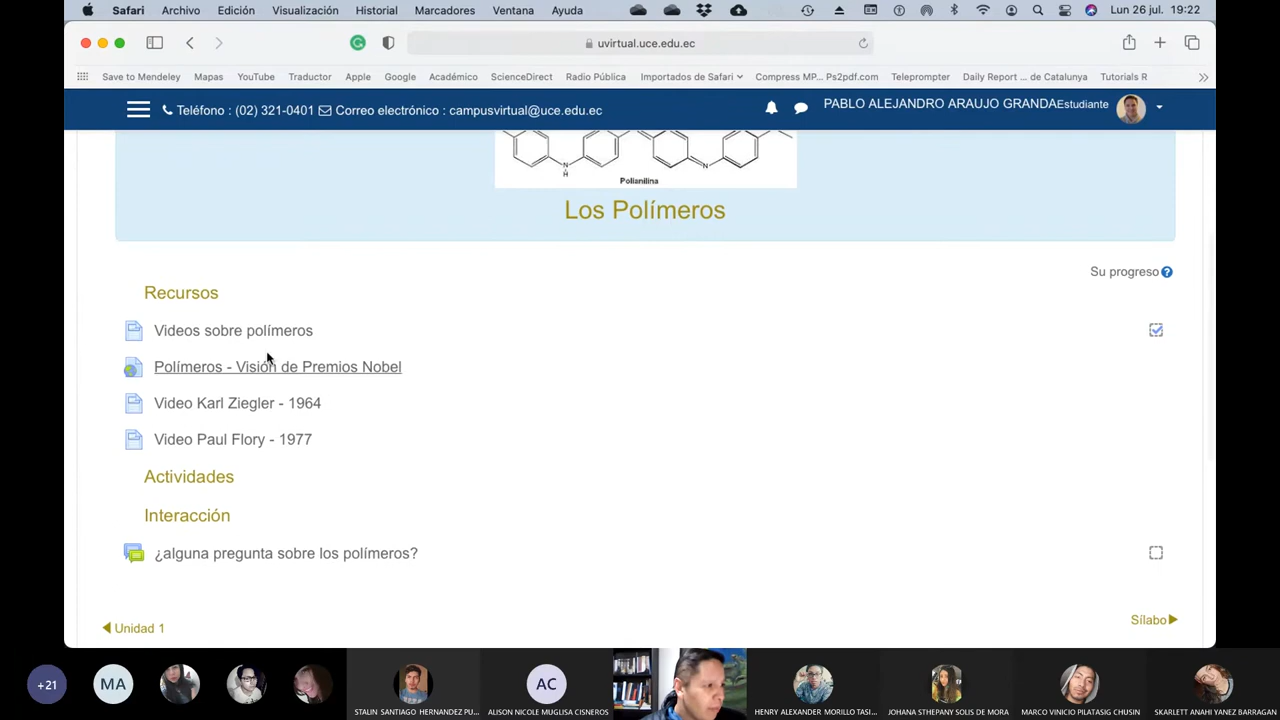 Safari Archivo Edición Visualización Historial Marcadores Ventana Ayuda Lun 26 jul. 19:22
uvirtual.uce.edu.ec
Save to Mendeley Mapas YouTube Traductor Apple Google Académico ScienceDirect Radio Pública Importados de Safari Compress MP... Ps2pdf.com Teleprompter Daily Report ... de Catalunya Tutorials R
Teléfono : (02) 321-0401 Correo electrónico : campusvirtual@uce.edu.ec PABLO ALEJANDRO ARAUJO GRANDAEstudiante
N
H
N
Polianilina
Los Polímeros
Su progreso
Recursos
Videos sobre polímeros
Polímeros - Visión de Premios Nobel
Video Karl Ziegler - 1964
Video Paul Flory - 1977
Actividades
Interacción
¿alguna pregunta sobre los polímeros?
Unidad 1
Sílabo
+21 MA AC
STALIN SANTIAGO HERNANDEZ PU... ALISON NICOLE MUGLISA CISNEROS HENRY ALEXANDER MORILLO TASI... JOHANA STHEPANY SOLIS DE MORA MARCO VINICIO PILATASIG CHUSIN SKARLETT ANAHI YANEZ BARRAGAN